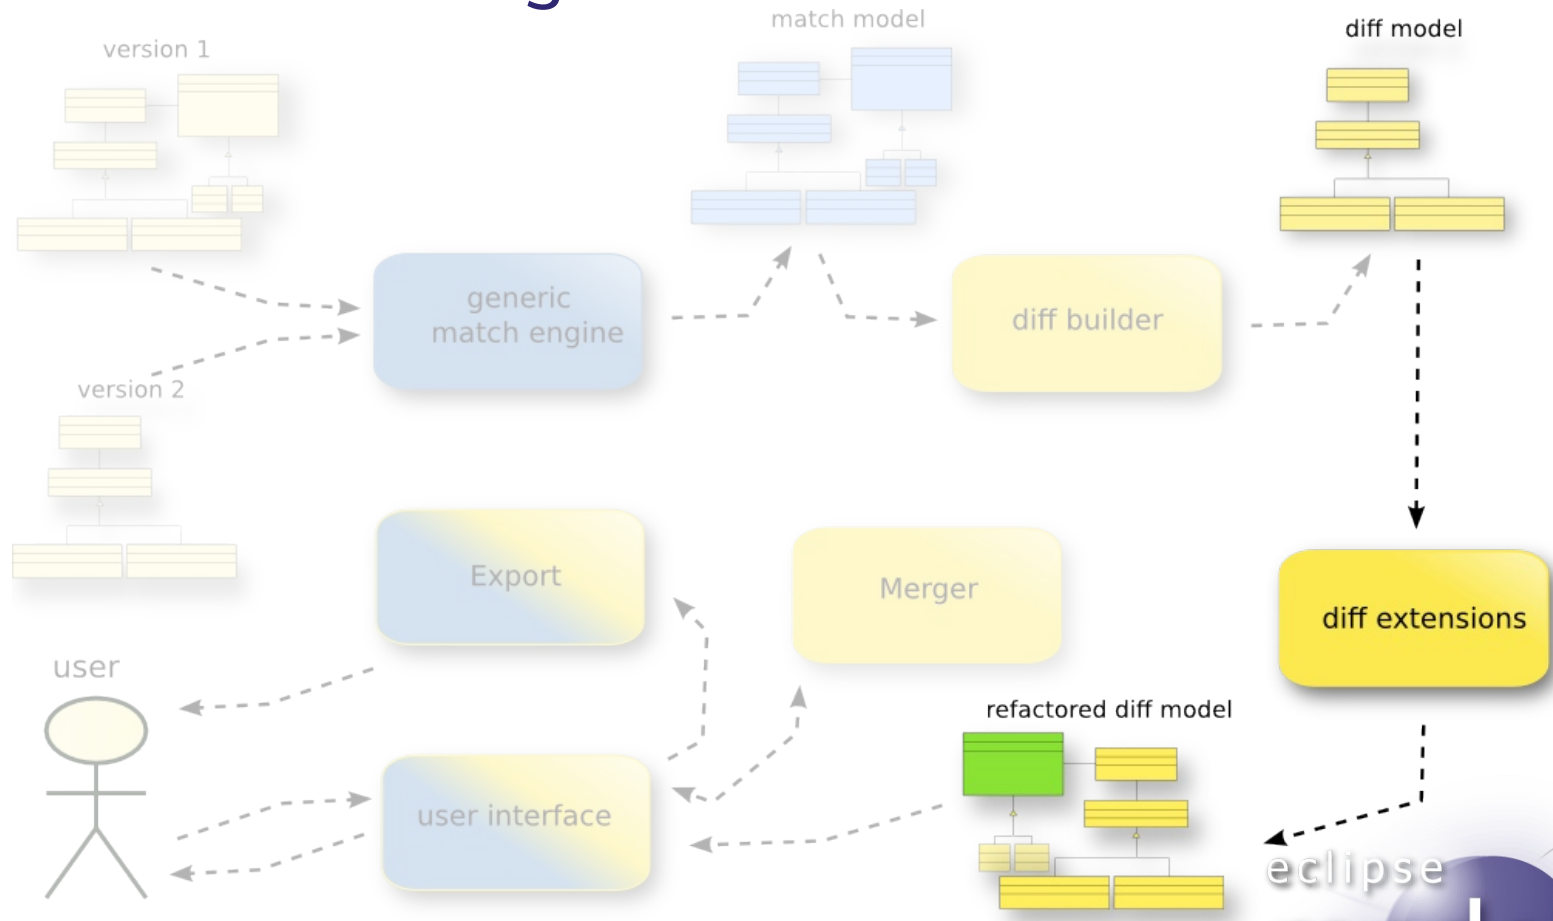 match model
diff model
version 1
generic
match engine
diff builder
version 2
Export
Merger
diff extensions
user
refactored diff model
user interface
eclipse